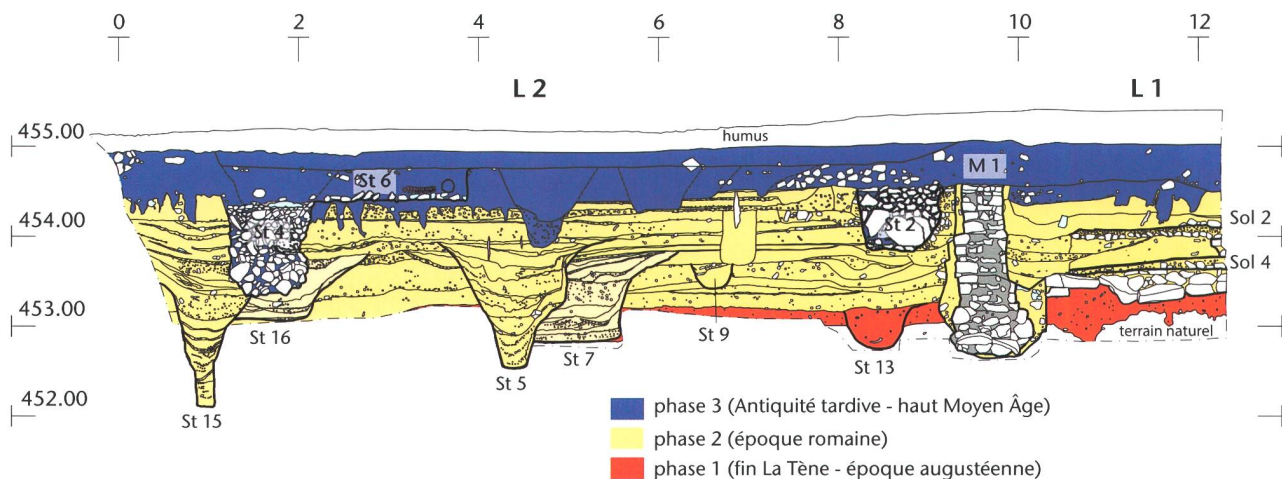 0 2 4 6 8 10 12
L 2 L 1
455.00
humus
St 6 M 1
454.00
St 2 Sol 2
Sol 4
453.00
St 16 St 9 terrain naturel
St 7 St 13
St 5
452.00
St 15
phase 3 (Antiquité tardive - haut Moyen Âge)
phase 2 (époque romaine)
phase 1 (fin La Tène - époque augustéenne)